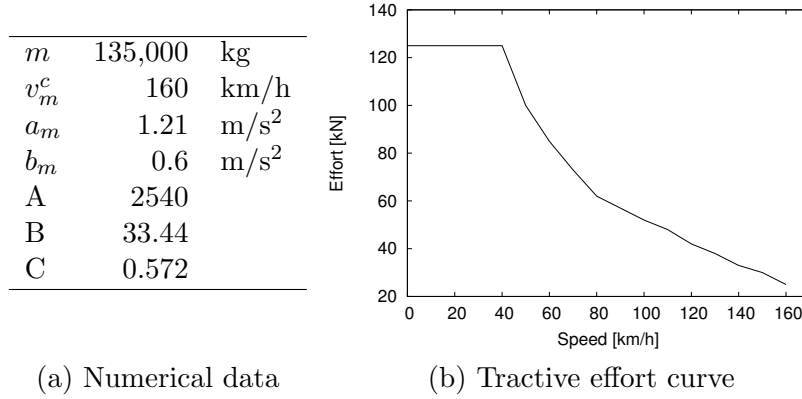 m 135,000 kg
v_m^c 160 km/h
a_m 1.21 m/s²
b_m 0.6 m/s²
A 2540
B 33.44
C 0.572
(a) Numerical data
140
120
100
80
60
40
20
Effort [kN]
0 20 40 60 80 100 120 140 160
Speed [km/h]
(b) Tractive effort curve